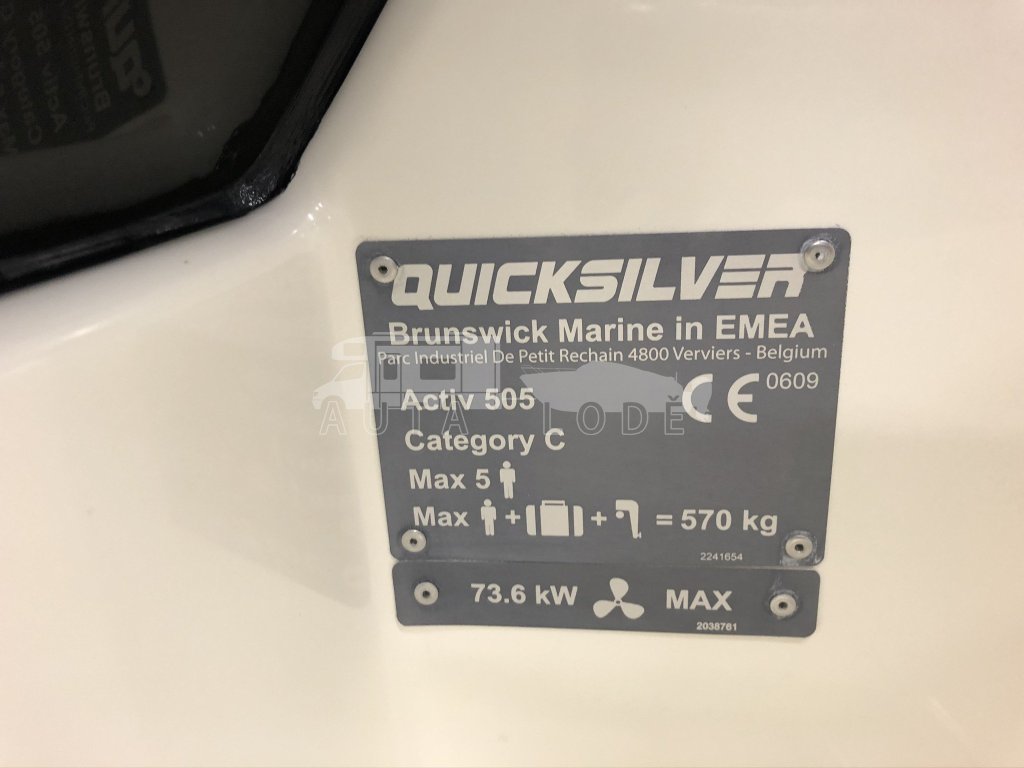 QUICKSILVER
Brunswick Marine in EMEA
Parc Industriel De Petit Rechain 4800 Verviers - Belgium
Activ 505
CE 0609
AUTA LODĚ
Category C
Max 5
Max + + = 570 kg
2241654
73.6 kW MAX
2038761